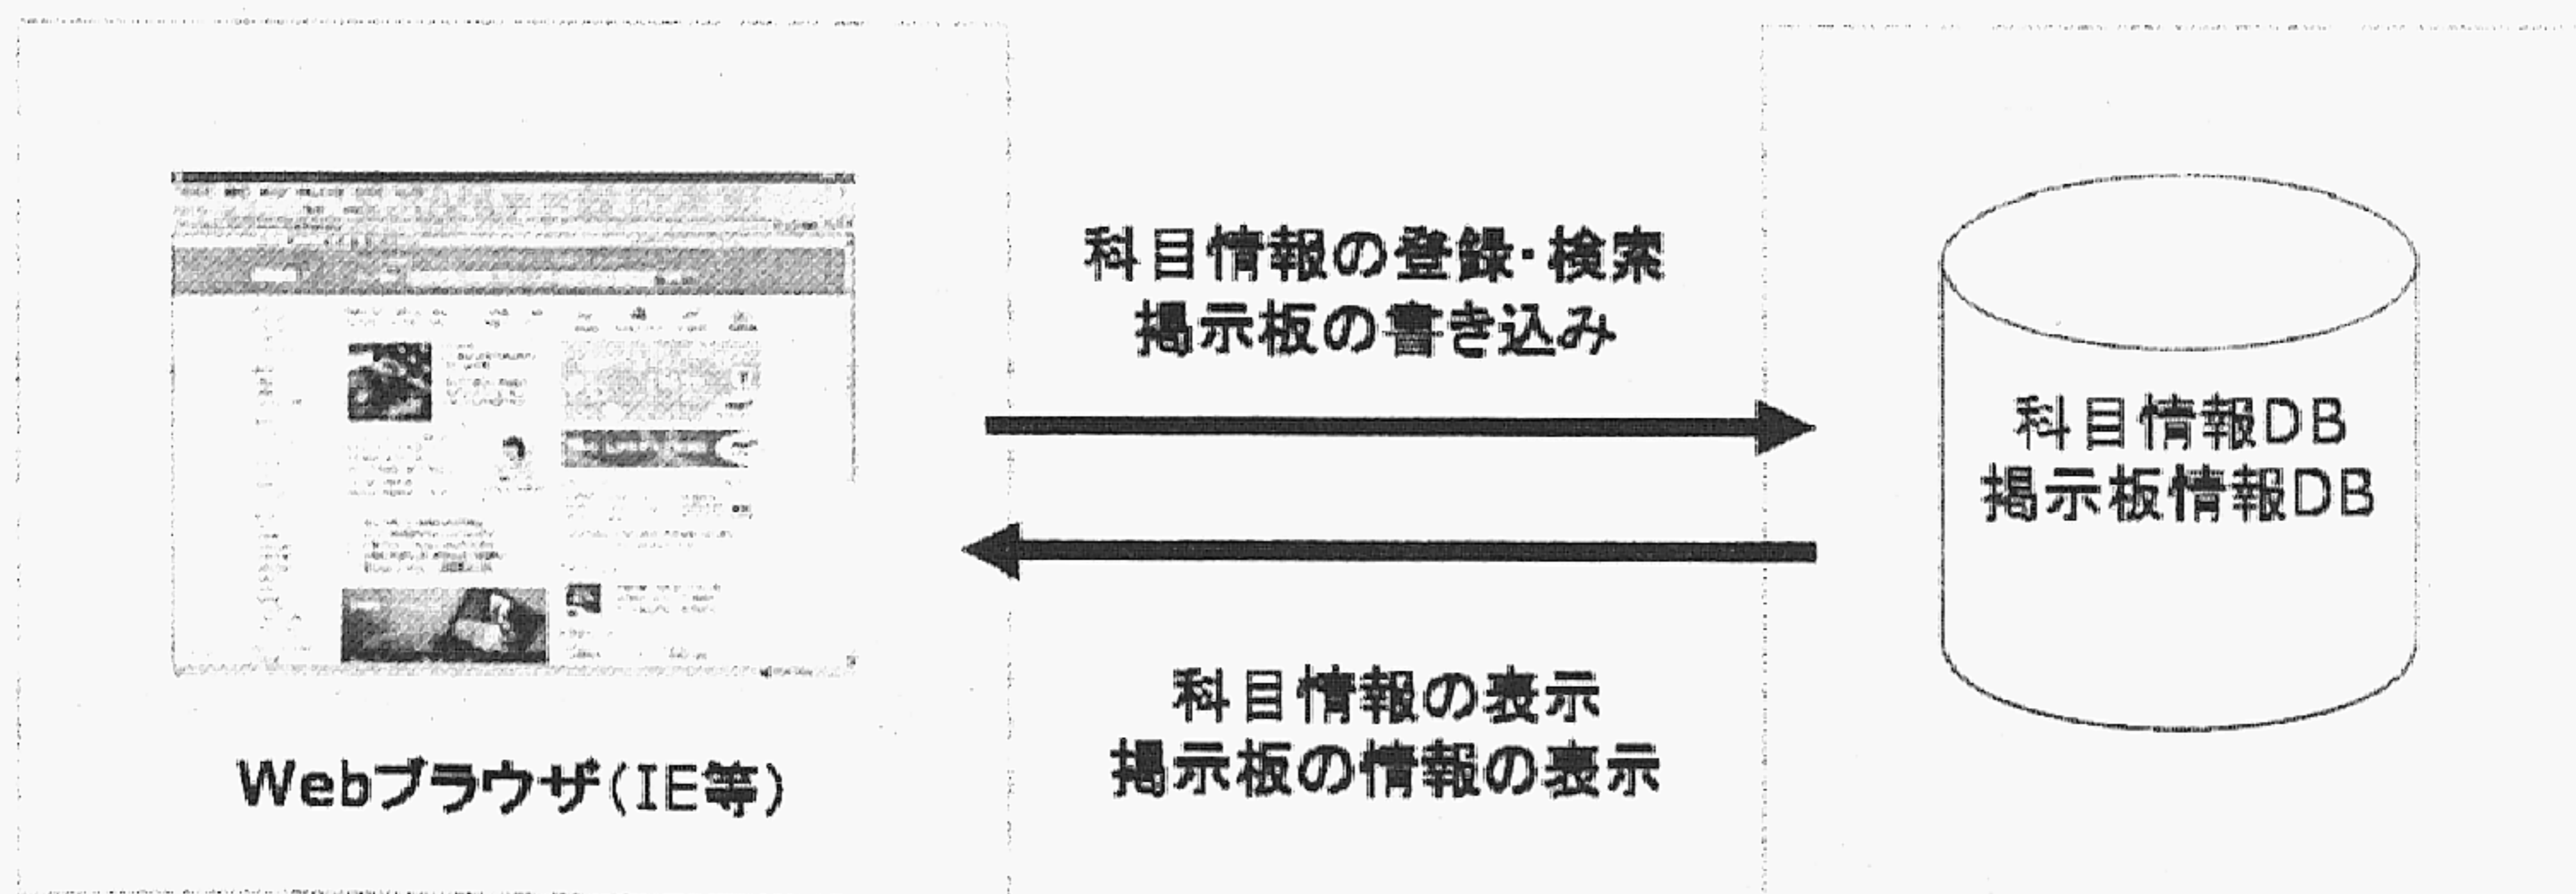 科目情報の登録・検索
掲示板の書き込み
科目情報DB
掲示板情報DB
科目情報の表示
掲示板の情報の表示
Webブラウザ(IE等)